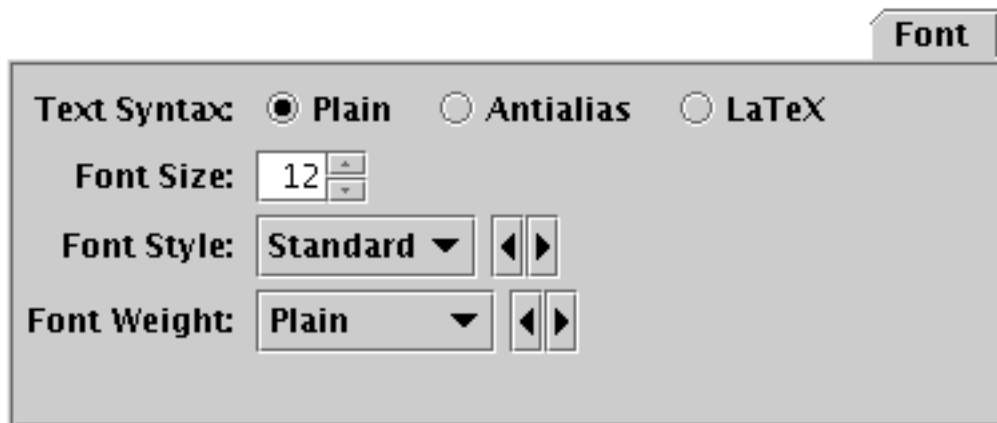 Font
Text Syntax: Plain Antialias LaTeX
Font Size: 12
Font Style: Standard
Font Weight: Plain